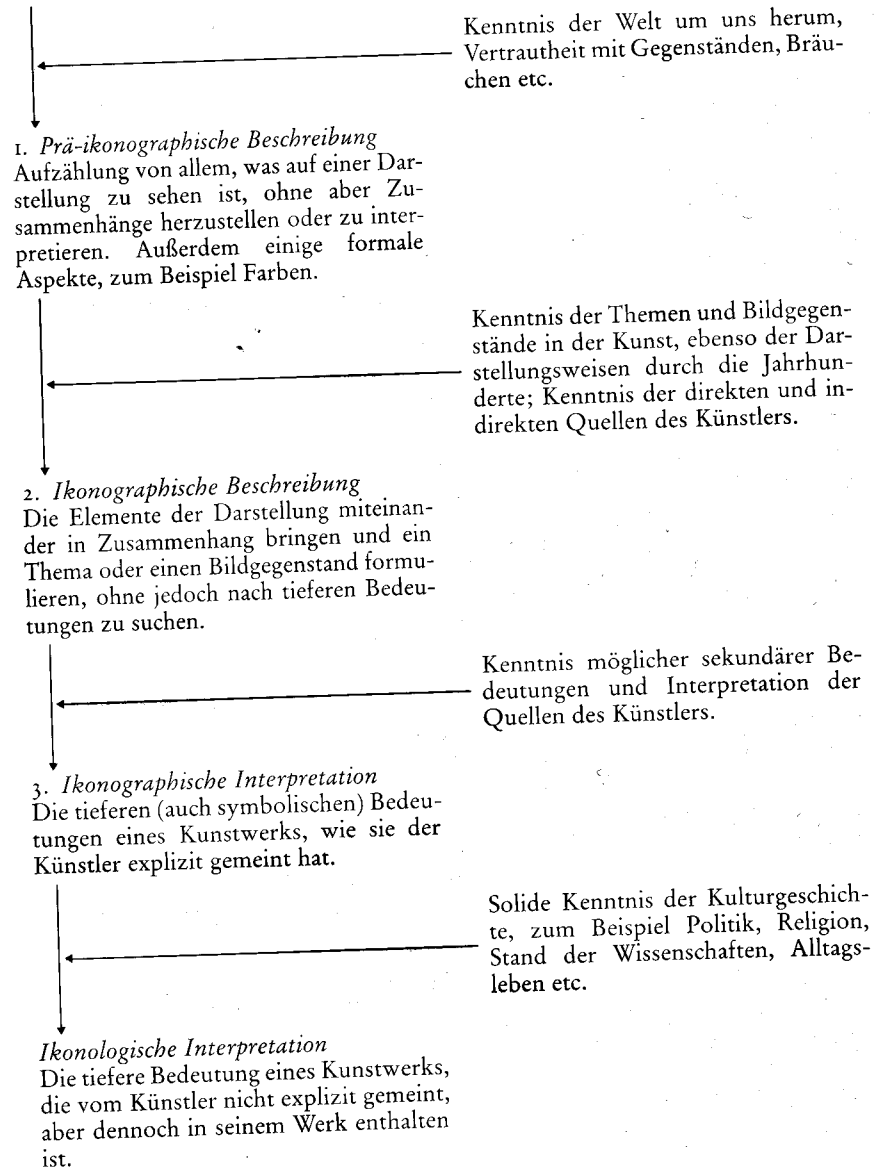 Kenntnis der Welt um uns herum,
Vertrautheit mit Gegenständen, Bräu-
chen etc.
1. Prä-ikonographische Beschreibung
Aufzählung von allem, was auf einer Dar-
stellung zu sehen ist, ohne aber Zu-
sammenhänge herzustellen oder zu inter-
pretieren. Außerdem einige formale
Aspekte, zum Beispiel Farben.
Kenntnis der Themen und Bildgegen-
stände in der Kunst, ebenso der Dar-
stellungsweisen durch die Jahrhun-
derte; Kenntnis der direkten und in-
direkten Quellen des Künstlers.
2. Ikonographische Beschreibung
Die Elemente der Darstellung miteinan-
der in Zusammenhang bringen und ein
Thema oder einen Bildgegenstand formu-
lieren, ohne jedoch nach tieferen Bedeu-
tungen zu suchen.
Kenntnis möglicher sekundärer Be-
deutungen und Interpretation der
Quellen des Künstlers.
3. Ikonographische Interpretation
Die tieferen (auch symbolischen) Bedeu-
tungen eines Kunstwerks, wie sie der
Künstler explizit gemeint hat.
Solide Kenntnis der Kulturgeschich-
te, zum Beispiel Politik, Religion,
Stand der Wissenschaften, Alltags-
leben etc.
Ikonologische Interpretation
Die tiefere Bedeutung eines Kunstwerks,
die vom Künstler nicht explizit gemeint,
aber dennoch in seinem Werk enthalten
ist.